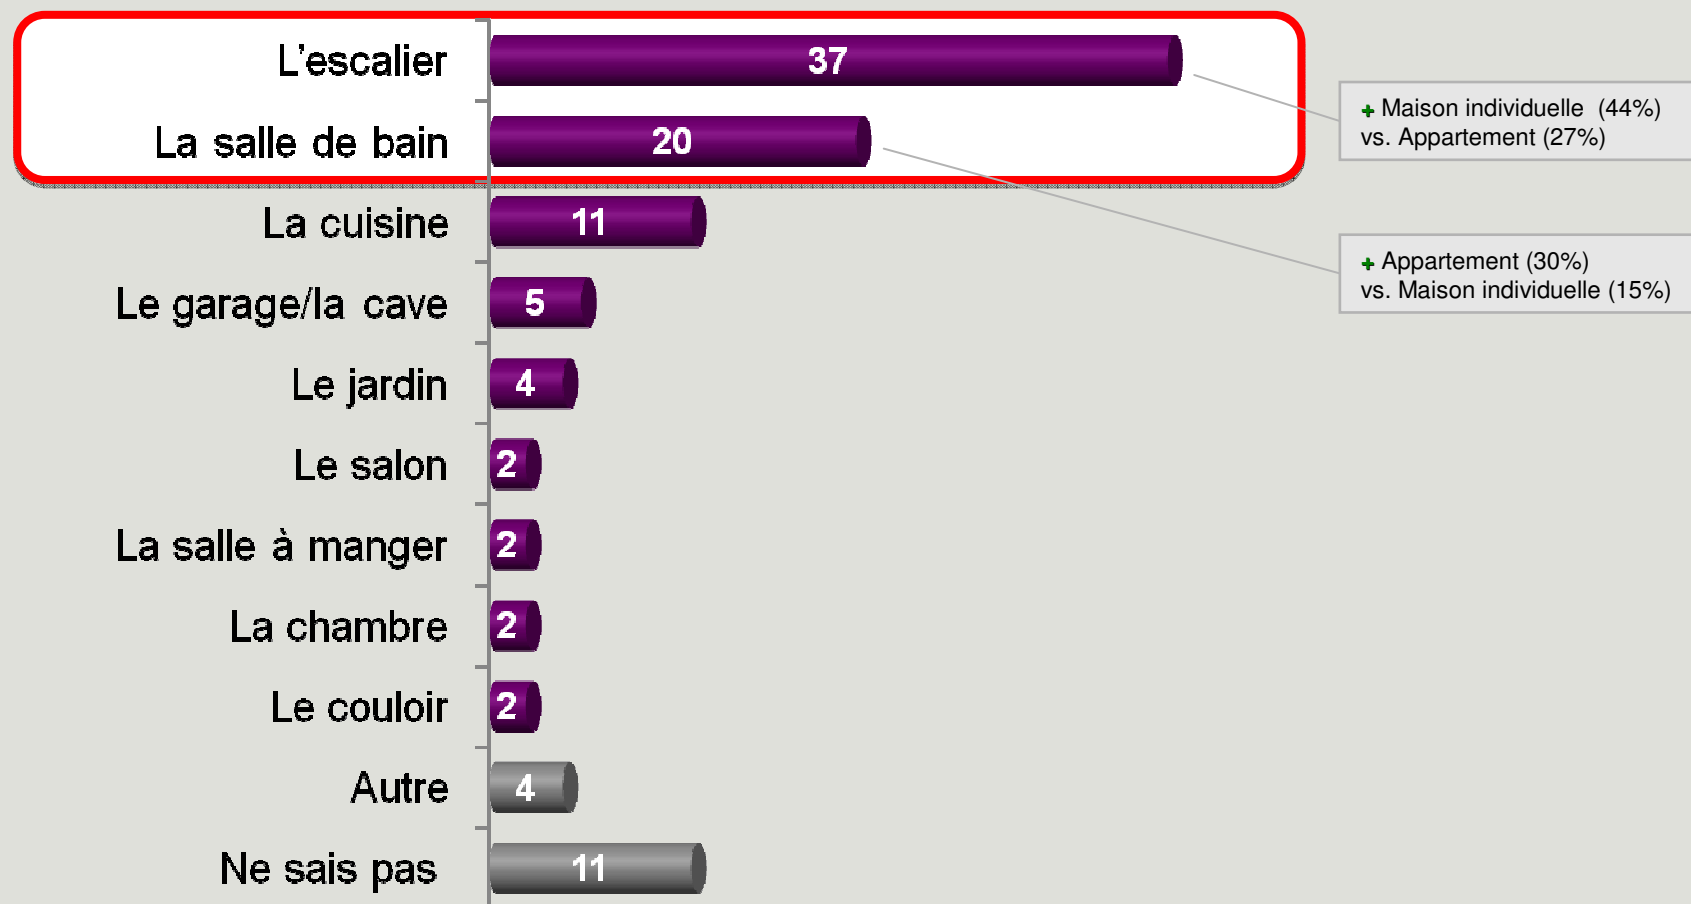 L'escalier 37
+ Maison individuelle (44%)
vs. Appartement (27%)
La salle de bain 20
La cuisine 11
+ Appartement (30%)
vs. Maison individuelle (15%)
Le garage/la cave 5
Le jardin 4
Le salon 2
La salle à manger 2
La chambre 2
Le couloir 2
Autre 4
Ne sais pas 11